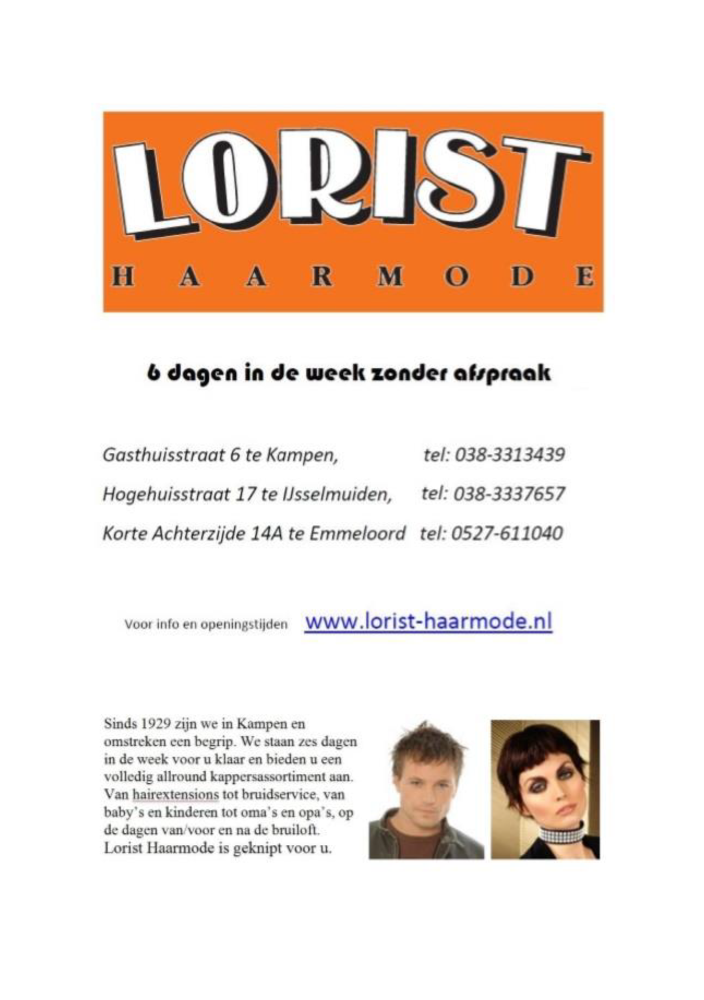 LORIST
HAARMODE
6 dagen in de week zonder afspraak
Gasthuisstraat 6 te Kampen, tel: 038-3313439
Hogehuisstraat 17 te IJsselmuiden, tel: 038-3337657
Korte Achterzijde 14A te Emmeloord tel: 0527-611040
Voor info en openingstijden www.lorist-haarmode.nl
Sinds 1929 zijn we in Kampen en
omstreken een begrip. We staan zes dagen
in de week voor u klaar en bieden u een
volledig allround kappersassortiment aan.
Van hairextensions tot bruidservice, van
baby's en kinderen tot oma's en opa's, op
de dagen van/voor en na de bruiloft.
Lorist Haarmode is geknipt voor u.